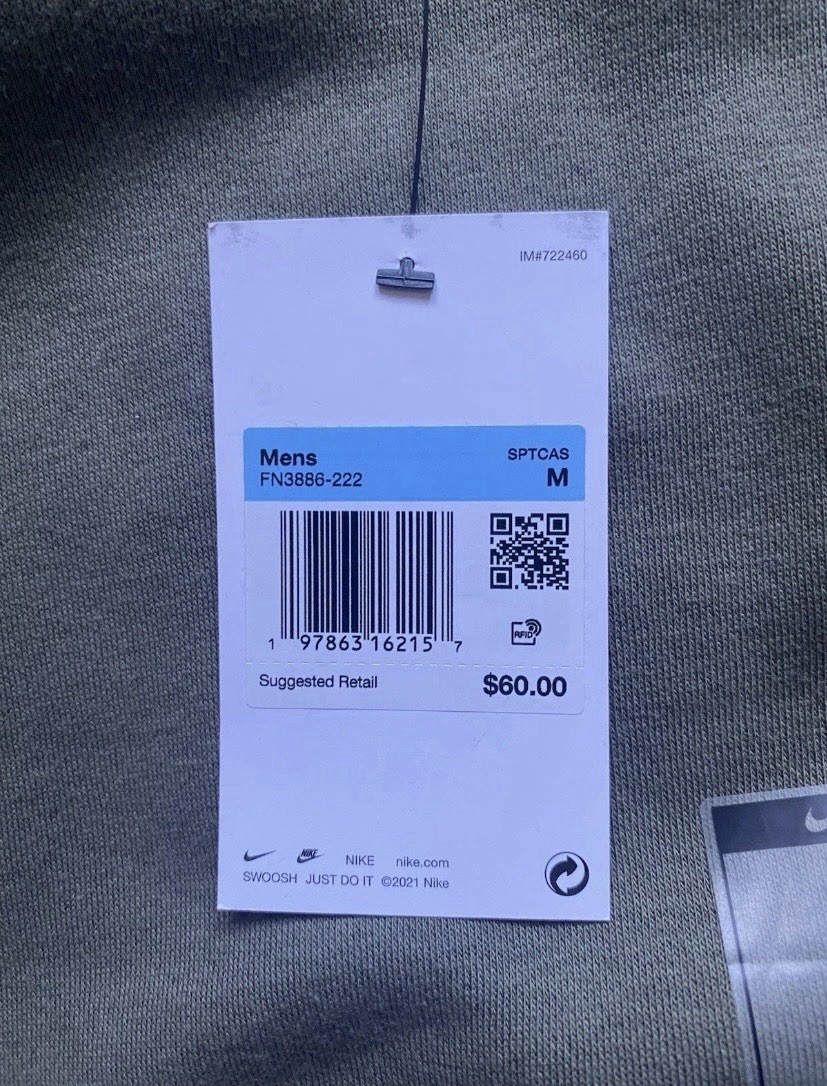 IM#722460
Mens SPTCAS
FN3886-222 M
1 97863 16215 7
RFID
Suggested Retail $60.00
NIKE NIKE nike.com
SWOOSH JUST DO IT ©2021 Nike